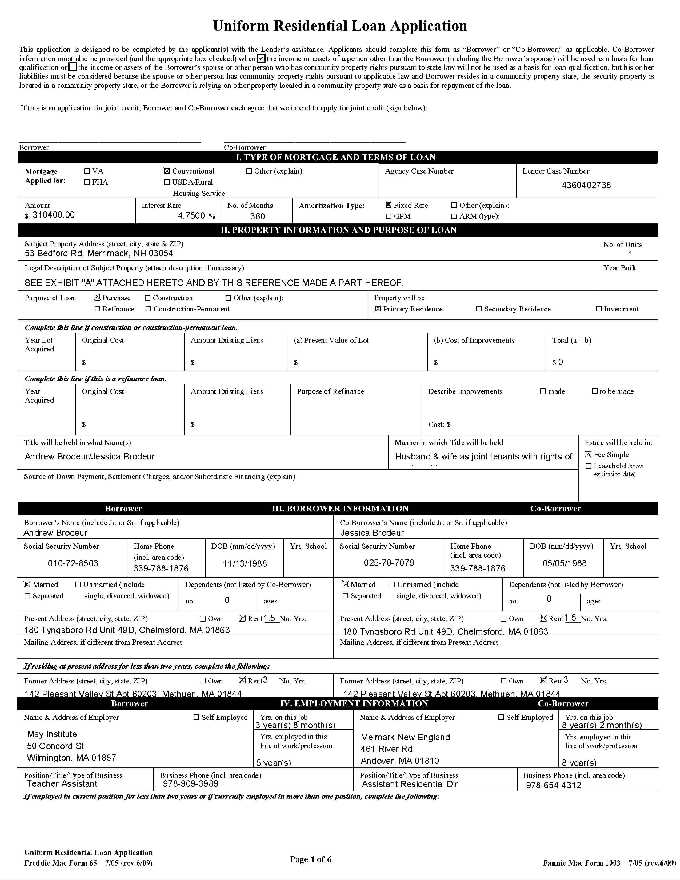 Uniform Residential Loan Application
This application is designed to be completed by the applicant(s) with the Lender's assistance. Applicants should complete this form as "Borrower" or "Co-Borrower" as applicable. Co-Borrower
information must also be provided (and the appropriate box checked) when the income or assets of a person other than the Borrower (including the Borrower's spouse) will be used as a basis for loan
qualification or the income or assets of the Borrower's spouse or other person who has community property rights pursuant to state law will not be used as a basis for loan qualification, but his or her
liabilities must be considered because the spouse or other person has community property rights pursuant to applicable law and Borrower resides in a community property state, the security property is
located in a community property state, or the Borrower is relying on other property located in a community property state as a basis for repayment of the loan.
If this is an application for joint credit, Borrower and Co-Borrower each agree that we intend to apply for joint credit (sign below):
Borrower Co-Borrower
I. TYPE OF MORTGAGE AND TERMS OF LOAN
Mortgage Applied for: VA Conventional Other (explain): Agency Case Number Lender Case Number
FHA USDA/Rural Housing Service 4360402735
Amount Interest Rate No. of Months Amortization Type: Fixed Rate Other (explain):
$ 310400.00 4.7500 % 360 GPM ARM (type):
II. PROPERTY INFORMATION AND PURPOSE OF LOAN
Subject Property Address (street, city, state & ZIP) No. of Units
53 Bedford Rd, Merrimack, NH 03054
Legal Description of Subject Property (attach description if necessary) Year Built
SEE EXHIBIT "A" ATTACHED HERETO AND BY THIS REFERENCE MADE A PART HEREOF.
Purpose of Loan Purchase Construction Other (explain): Property will be:
Refinance Construction-Permanent Primary Residence Secondary Residence Investment
Complete this line if construction or construction-permanent loan.
Year Lot Acquired Original Cost Amount Existing Liens (a) Present Value of Lot (b) Cost of Improvements Total (a + b)
$ $ $ $ $ 0
Complete this line if this is a refinance loan.
Year Acquired Original Cost Amount Existing Liens Purpose of Refinance Describe Improvements made to be made
$ $ Cost: $
Title will be held in what Name(s) Manner in which Title will be held Estate will be held in:
Andrew Brodeur/Jessica Brodeur Husband & wife as joint tenants with rights of Fee Simple
Source of Down Payment, Settlement Charges, and/or Subordinate Financing (explain) Leasehold (show expiration date)
Borrower III. BORROWER INFORMATION Co-Borrower
Borrower's Name (include Jr. or Sr. if applicable) Co-Borrower's Name (include Jr. or Sr. if applicable)
Andrew Brodeur Jessica Brodeur
Social Security Number Home Phone (incl. area code) DOB (mm/dd/yyyy) Yrs. School Social Security Number Home Phone (incl. area code) DOB (mm/dd/yyyy) Yrs. School
339-788-1876 11/13/1988 339-788-1876 05/05/1988
Married Unmarried (include Dependents (not listed by Co-Borrower) Married Unmarried (include Dependents (not listed by Borrower)
Separated single, divorced, widowed) no. 0 ages Separated single, divorced, widowed) no. 0 ages
Present Address (street, city, state, ZIP) Own Rent 1.5 No. Yrs. Present Address (street, city, state, ZIP) Own Rent 1.5 No. Yrs.
180 Tyngsboro Rd Unit 49D, Chelmsford, MA 01863 180 Tyngsboro Rd Unit 49D, Chelmsford, MA 01863
Mailing Address, if different from Present Address Mailing Address, if different from Present Address
If residing at present address for less than two years, complete the following:
Former Address (street, city, state, ZIP) Own Rent 3 No. Yrs. Former Address (street, city, state, ZIP) Own Rent 3 No. Yrs.
142 Pleasant Valley St Apt 60203, Methuen, MA 01844 142 Pleasant Valley St Apt 60203, Methuen, MA 01844
Borrower IV. EMPLOYMENT INFORMATION Co-Borrower
Name & Address of Employer Self Employed Yrs. on this job Name & Address of Employer Self Employed Yrs. on this job
3 year(s) 8 month(s) 8 year(s) 2 month(s)
May Institute Yrs. employed in this line of work/profession Melmark New England Yrs. employed in this line of work/profession
50 Concord St 461 River Rd
Wilmington, MA 01887 Andover, MA 01810
Position/Title/Type of Business Business Phone (incl. area code) Position/Title/Type of Business Business Phone (incl. area code)
Teacher Assistant Assistant Residential Dir 978-654-4312
If employed in current position for less than two years or if currently employed in more than one position, complete the following:
Uniform Residential Loan Application
Freddie Mac Form 65 7/05 (rev.6/09) Page 1 of 6 Fannie Mae Form 1003 7/05 (rev.6/09)